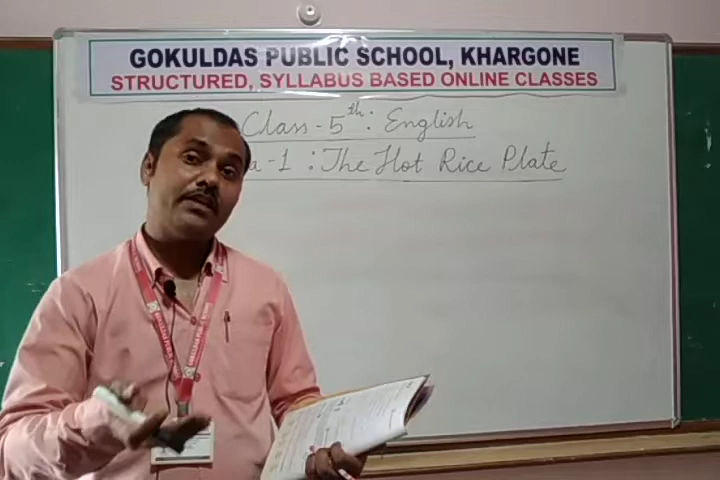 GOKULDAS PUBLIC SCHOOL, KHARGONE
STRUCTURED, SYLLABUS BASED ONLINE CLASSES
Class-5th: English
-1 : The Hot Rice Plate